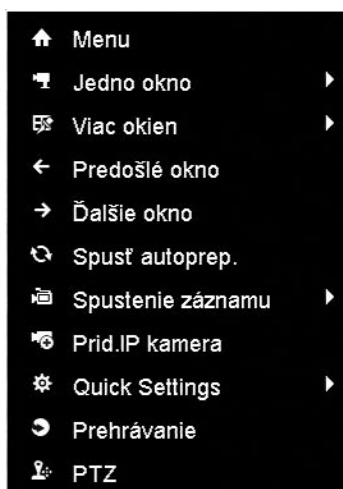 Menu
Jedno okno
Viac okien
Predošlé okno
Ďalšie okno
Spusť autoprep.
Spustenie záznamu
Prid.IP kamera
Quick Settings
Prehrávanie
PTZ